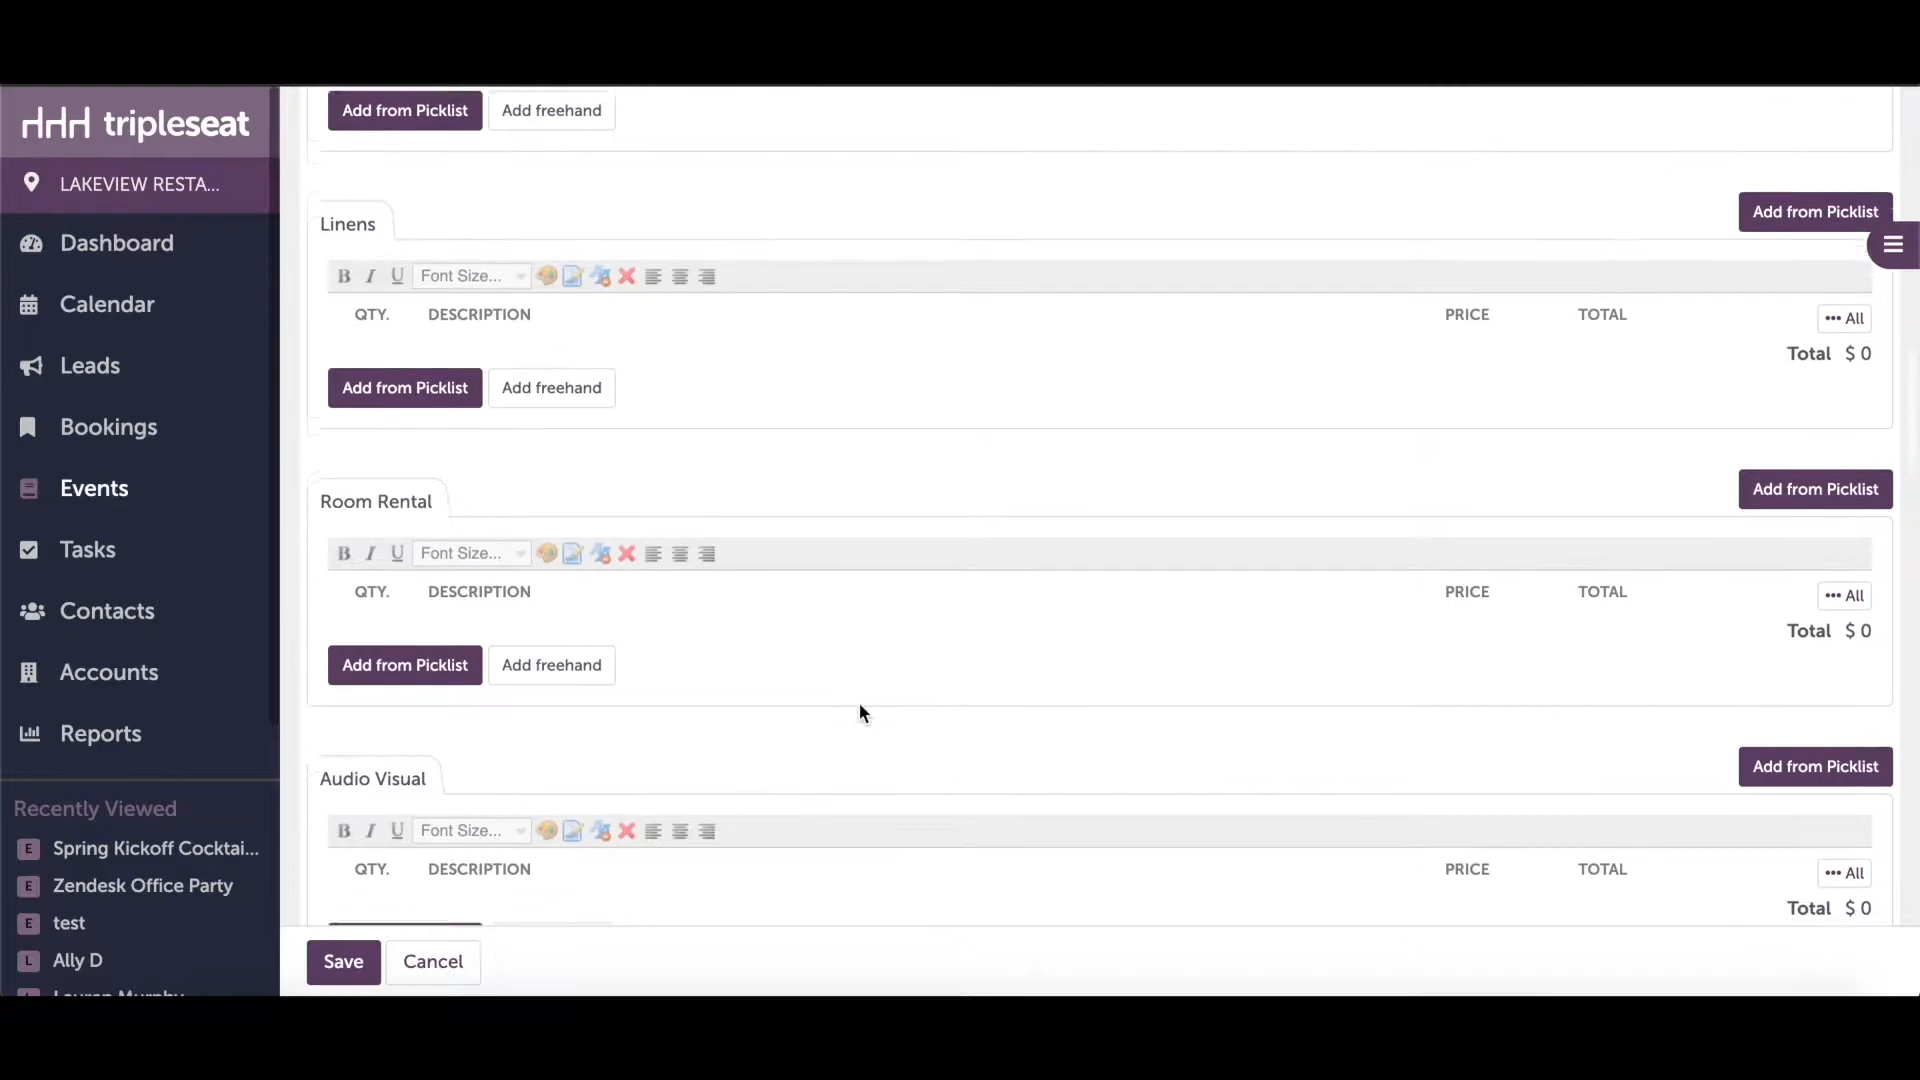 tripleseat
LAKEVIEW RESTA...
Dashboard
Calendar
Leads
Bookings
Events
Tasks
Contacts
Accounts
Reports
Recently Viewed
E Spring Kickoff Cocktai...
E Zendesk Office Party
E test
L Ally D
Add from Picklist Add freehand
Linens Add from Picklist
B I U Font Size...
QTY. DESCRIPTION PRICE TOTAL ••• All
Total $ 0
Add from Picklist Add freehand
Room Rental Add from Picklist
B I U Font Size...
QTY. DESCRIPTION PRICE TOTAL ••• All
Total $ 0
Add from Picklist Add freehand
Audio Visual Add from Picklist
B I U Font Size...
QTY. DESCRIPTION PRICE TOTAL ••• All
Total $ 0
Save Cancel